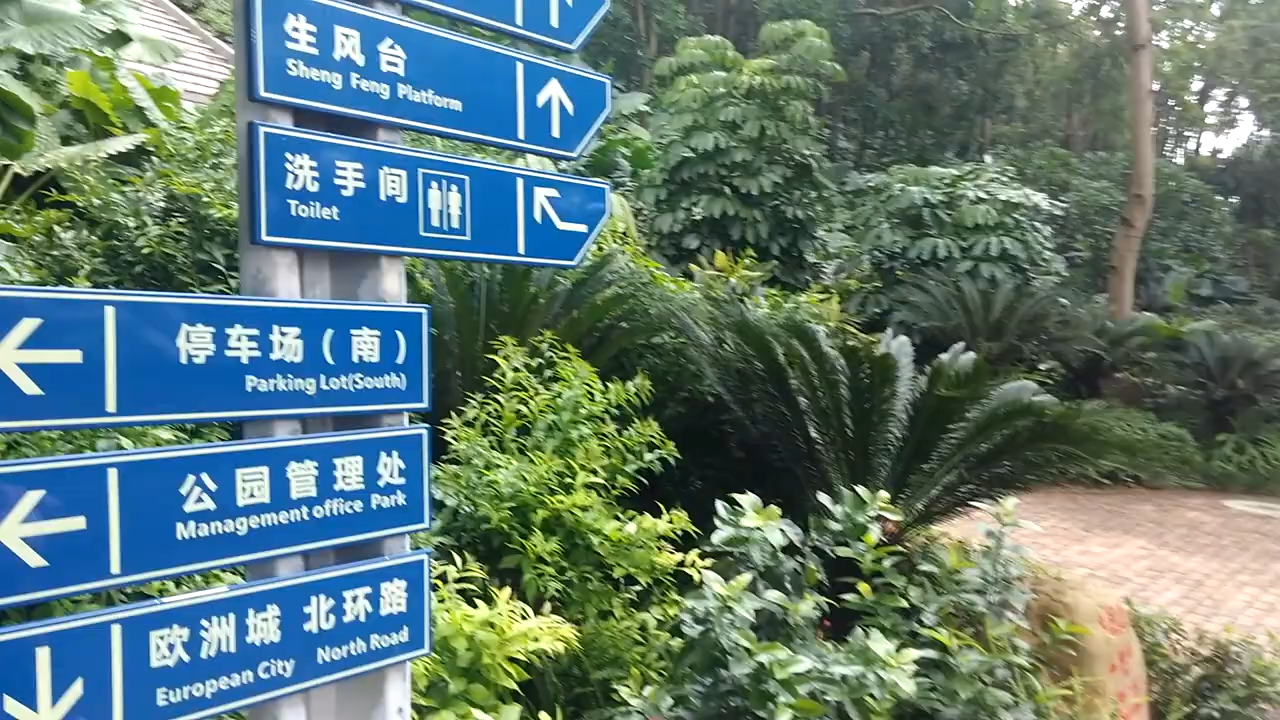 生风台
Sheng Feng Platform
洗手间
Toilet
停车场（南）
Parking Lot(South)
公园管理处
Management office Park
欧洲城 北环路
European City North Road